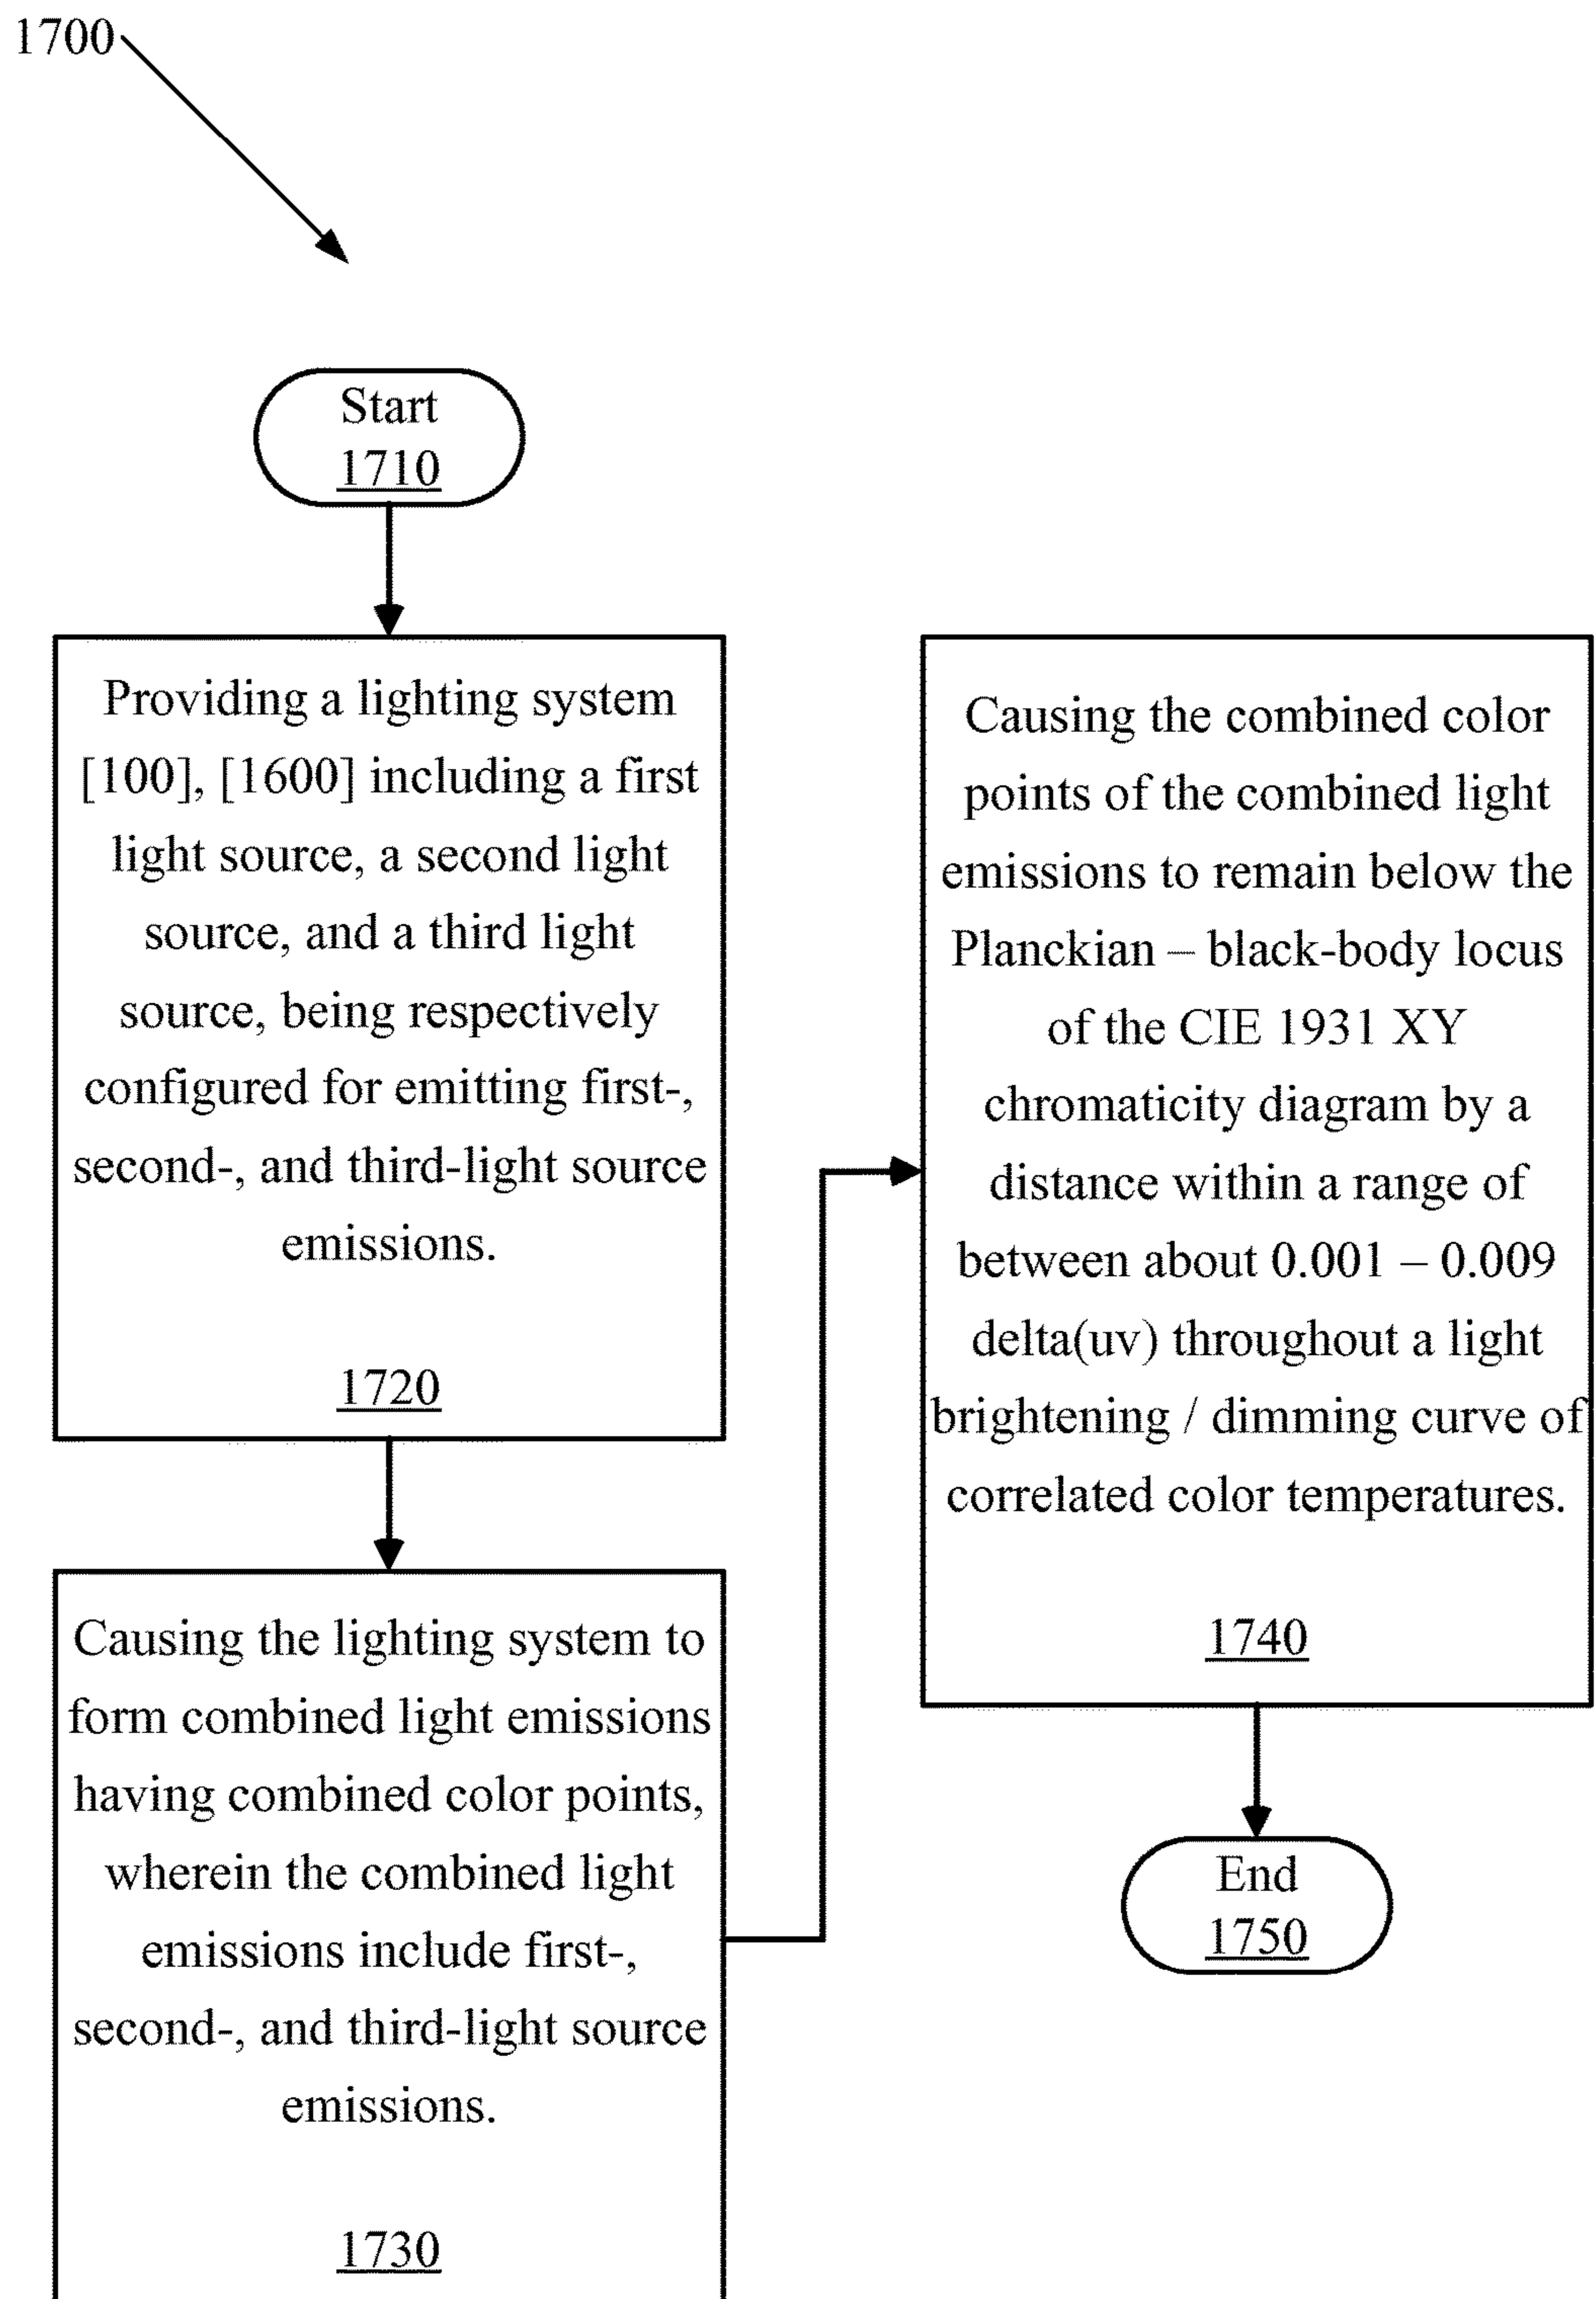 1700
Start
1710
Providing a lighting system
[100], [1600] including a first
light source, a second light
source, and a third light
source, being respectively
configured for emitting first-,
second-, and third-light source
emissions.
1720
Causing the lighting system to
form combined light emissions
having combined color points,
wherein the combined light
emissions include first-,
second-, and third-light source
emissions.
1730
Causing the combined color
points of the combined light
emissions to remain below the
Planckian – black-body locus
of the CIE 1931 XY
chromaticity diagram by a
distance within a range of
between about 0.001 – 0.009
delta(uv) throughout a light
brightening / dimming curve of
correlated color temperatures.
1740
End
1750